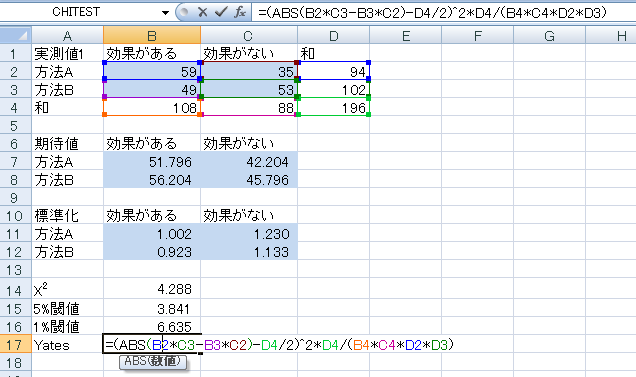 CHITEST =(ABS(B2*C3-B3*C2)-D4/2)^2*D4/(B4*C4*D2*D3)
A B C D E F G H
1 実測値1 効果がある 効果がない 和
2 方法A 59 35 94
3 方法B 49 53 102
4 和 108 88 196
5
6 期待値 効果がある 効果がない
7 方法A 51.796 42.204
8 方法B 56.204 45.796
9
10 標準化 効果がある 効果がない
11 方法A 1.002 1.230
12 方法B 0.923 1.133
13
14 x² 4.288
15 5%閾値 3.841
16 1%閾値 6.635
17 Yates =(ABS(B2*C3-B3*C2)-D4/2)^2*D4/(B4*C4*D2*D3)
18 ABS(数値)